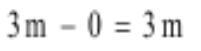 3m – 0 = 3m